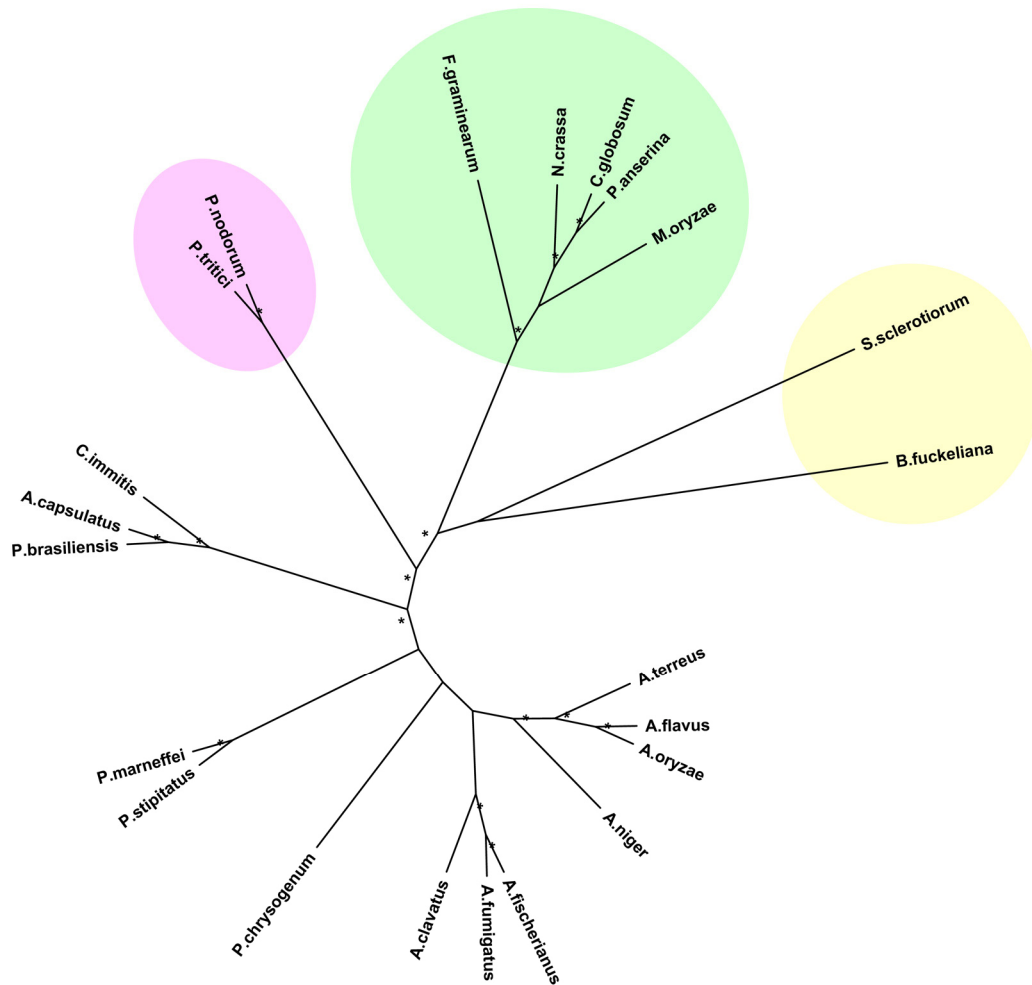 F.graminearum
N.crassa
C.globosum
P.anserina
M.oryzae
P.nodorum
P.tritici
S.sclerotiorum
B.fuckeliana
C.immitis
A.capsulatus
P.brasiliensis
*
*
*
*
*
*
*
*
*
*
A.terreus
A.flavus
A.oryzae
P.marneffei
P.stipitatus
*
*
*
*
A.niger
P.chrysogenum
A.clavatus
A.fumigatus
A.fischerianus
*
*